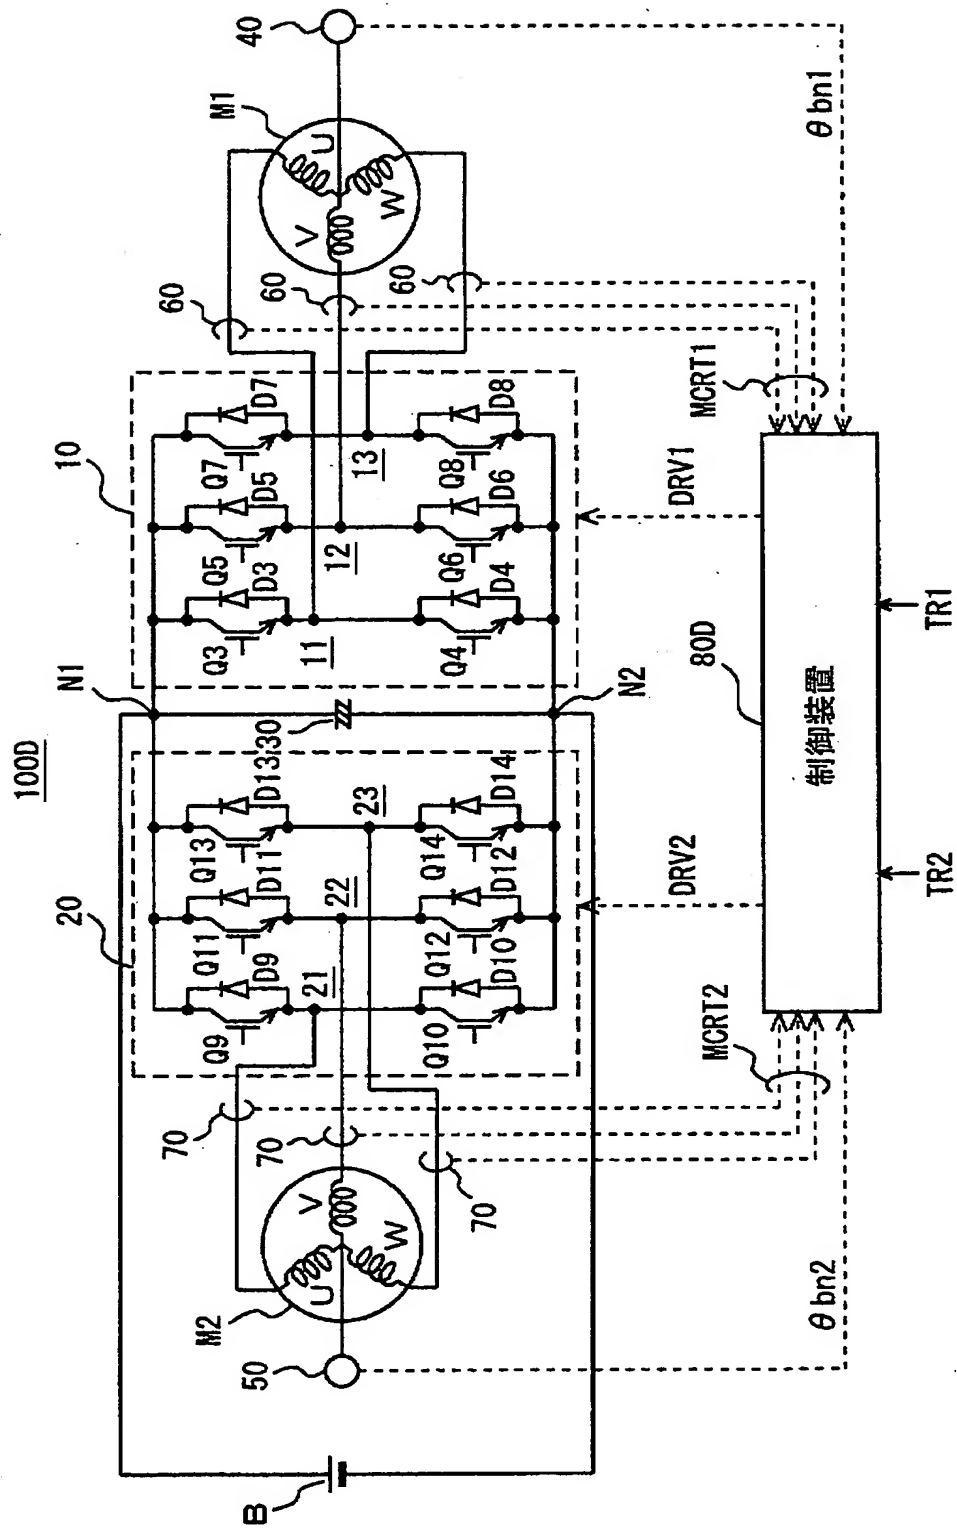 100D
N1
10
20
Q9
D9
Q11
D11
Q13
D13
30
Q3
D3
Q5
D5
Q7
D7
21
22
23
11
12
13
Q10
D10
Q12
D12
Q14
D14
Q4
D4
Q6
D6
Q8
D8
N2
B
50
M2
U
V
W
70
70
70
60
60
60
M1
U
V
W
40
θbn2
MCRT2
DRV2
80D
DRV1
MCRT1
θbn1
制御装置
TR2
TR1